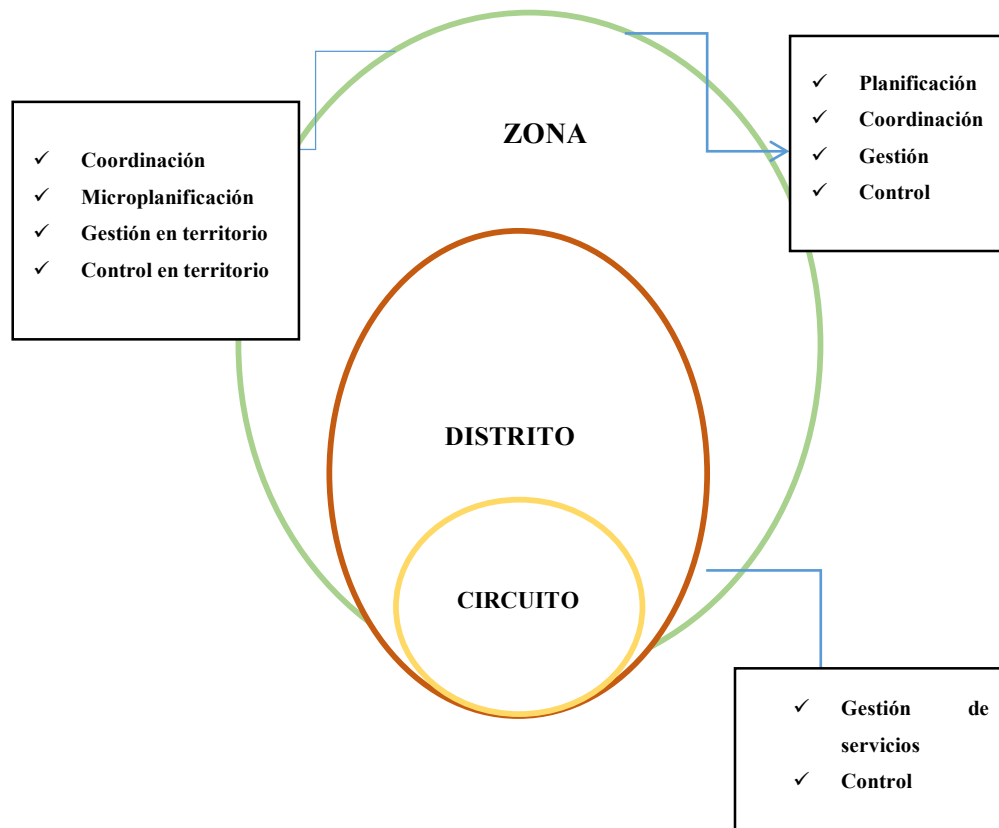 ZONA
✓ Planificación
✓ Coordinación
✓ Gestión
✓ Control
✓ Coordinación
✓ Microplanificación
✓ Gestión en territorio
✓ Control en territorio
DISTRITO
CIRCUITO
✓ Gestión de
servicios
✓ Control